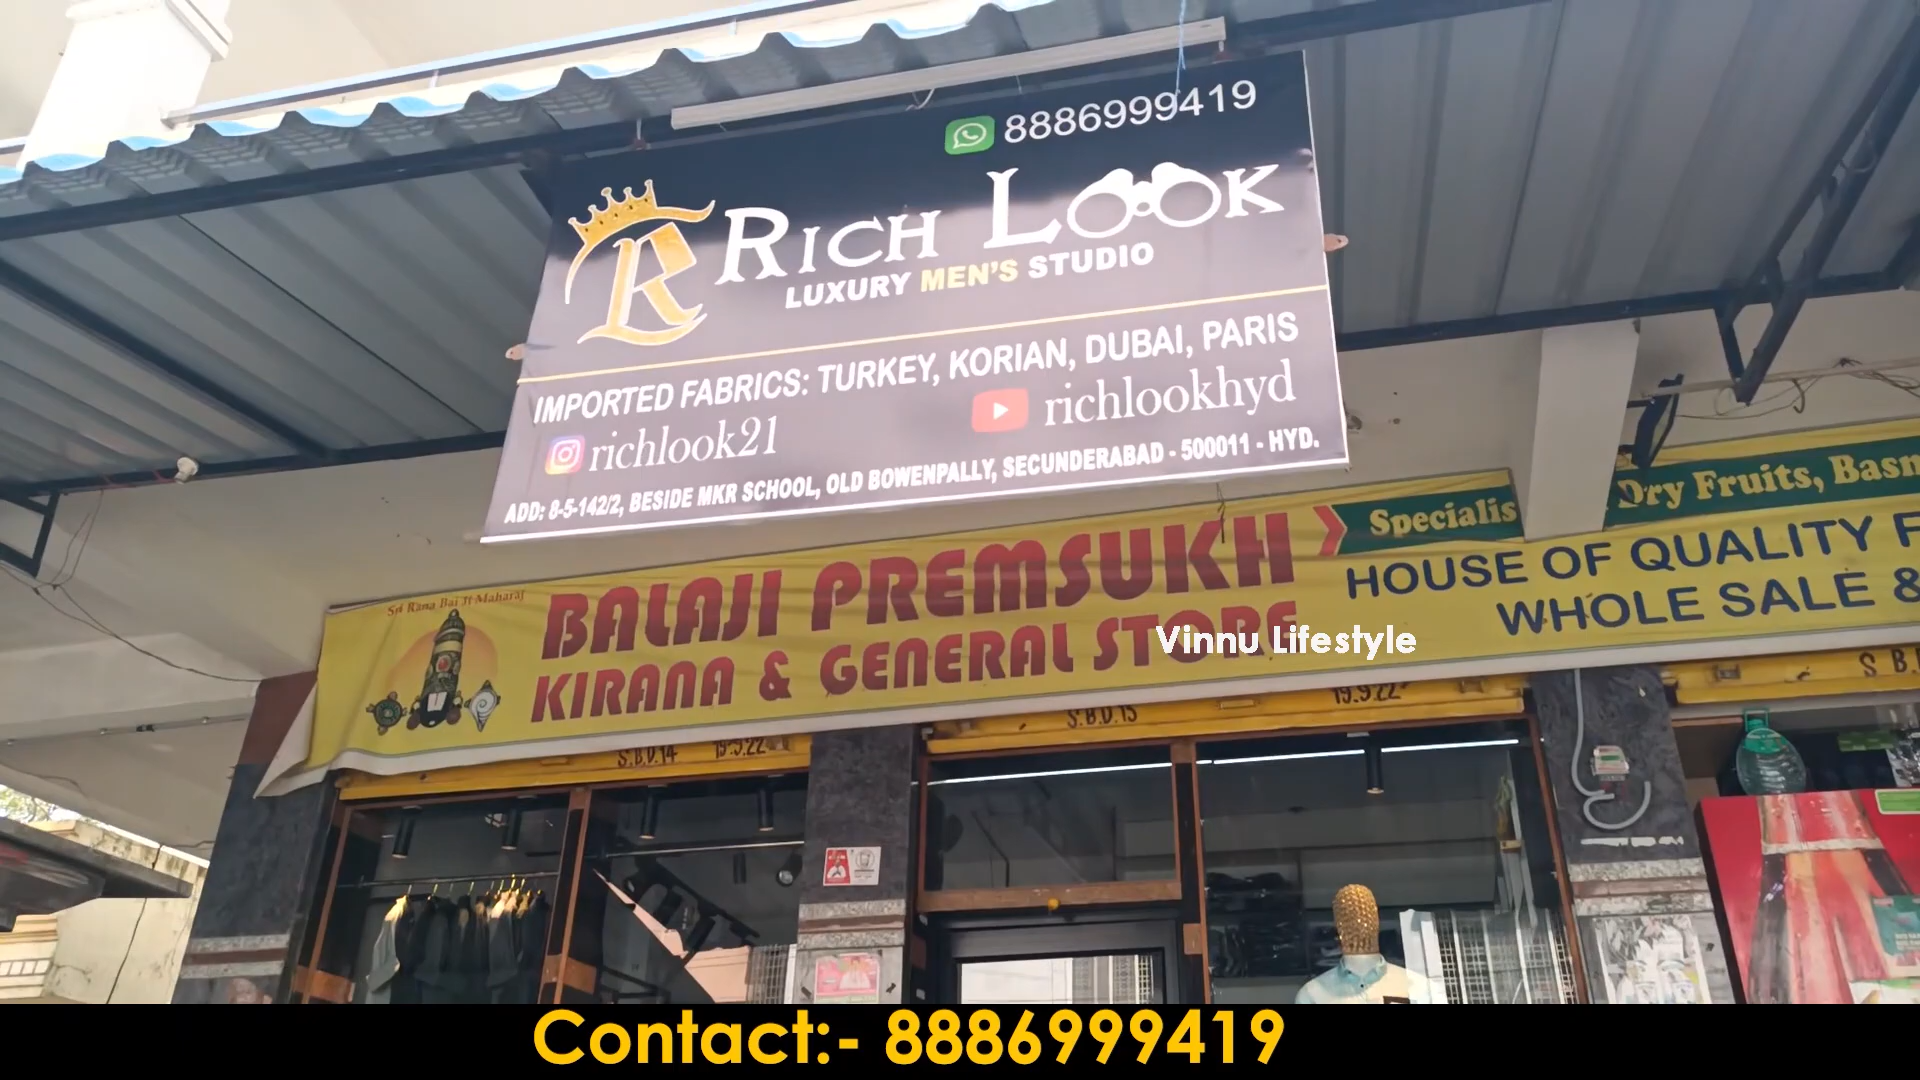 8886999419
R RICH LOOK
LUXURY MEN'S STUDIO
IMPORTED FABRICS: TURKEY, KORIAN, DUBAI, PARIS
richlook21
richlookhyd
ADD: 8-5-142/2, BESIDE MKR SCHOOL, OLD BOWENPALLY, SECUNDERABAD - 500011 - HYD.
Sri Rana Bai Ji Maharaj
BALAJI PREMSUKH
KIRANA & GENERAL STORE
Specialis
Dry Fruits, Basm
HOUSE OF QUALITY F
WHOLE SALE &
Vinnu Lifestyle
S.B.D.14
19.9.22
S.B.D.15
19.9.22
S B.
Contact:- 8886999419